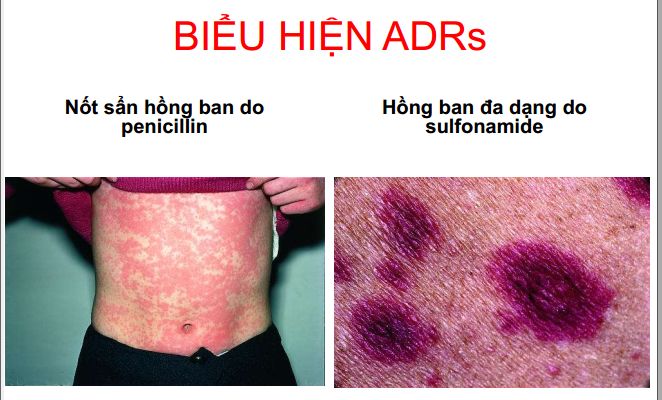 BIỂU HIỆN ADRs
Nốt sẩn hồng ban do
penicillin
Hồng ban đa dạng do
sulfonamide